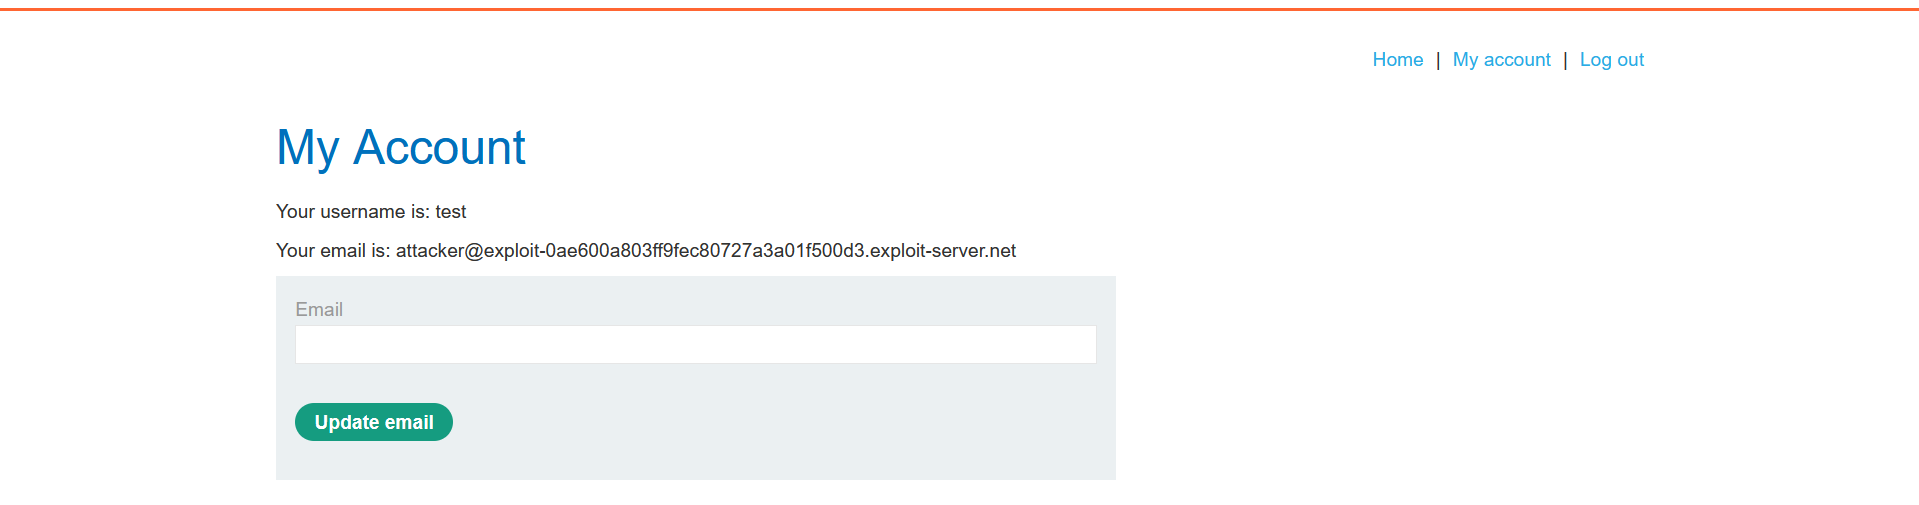 Home | My account | Log out
My Account
Your username is: test
Your email is: attacker@exploit-0ae600a803ff9fec80727a3a01f500d3.exploit-server.net
Email
Update email